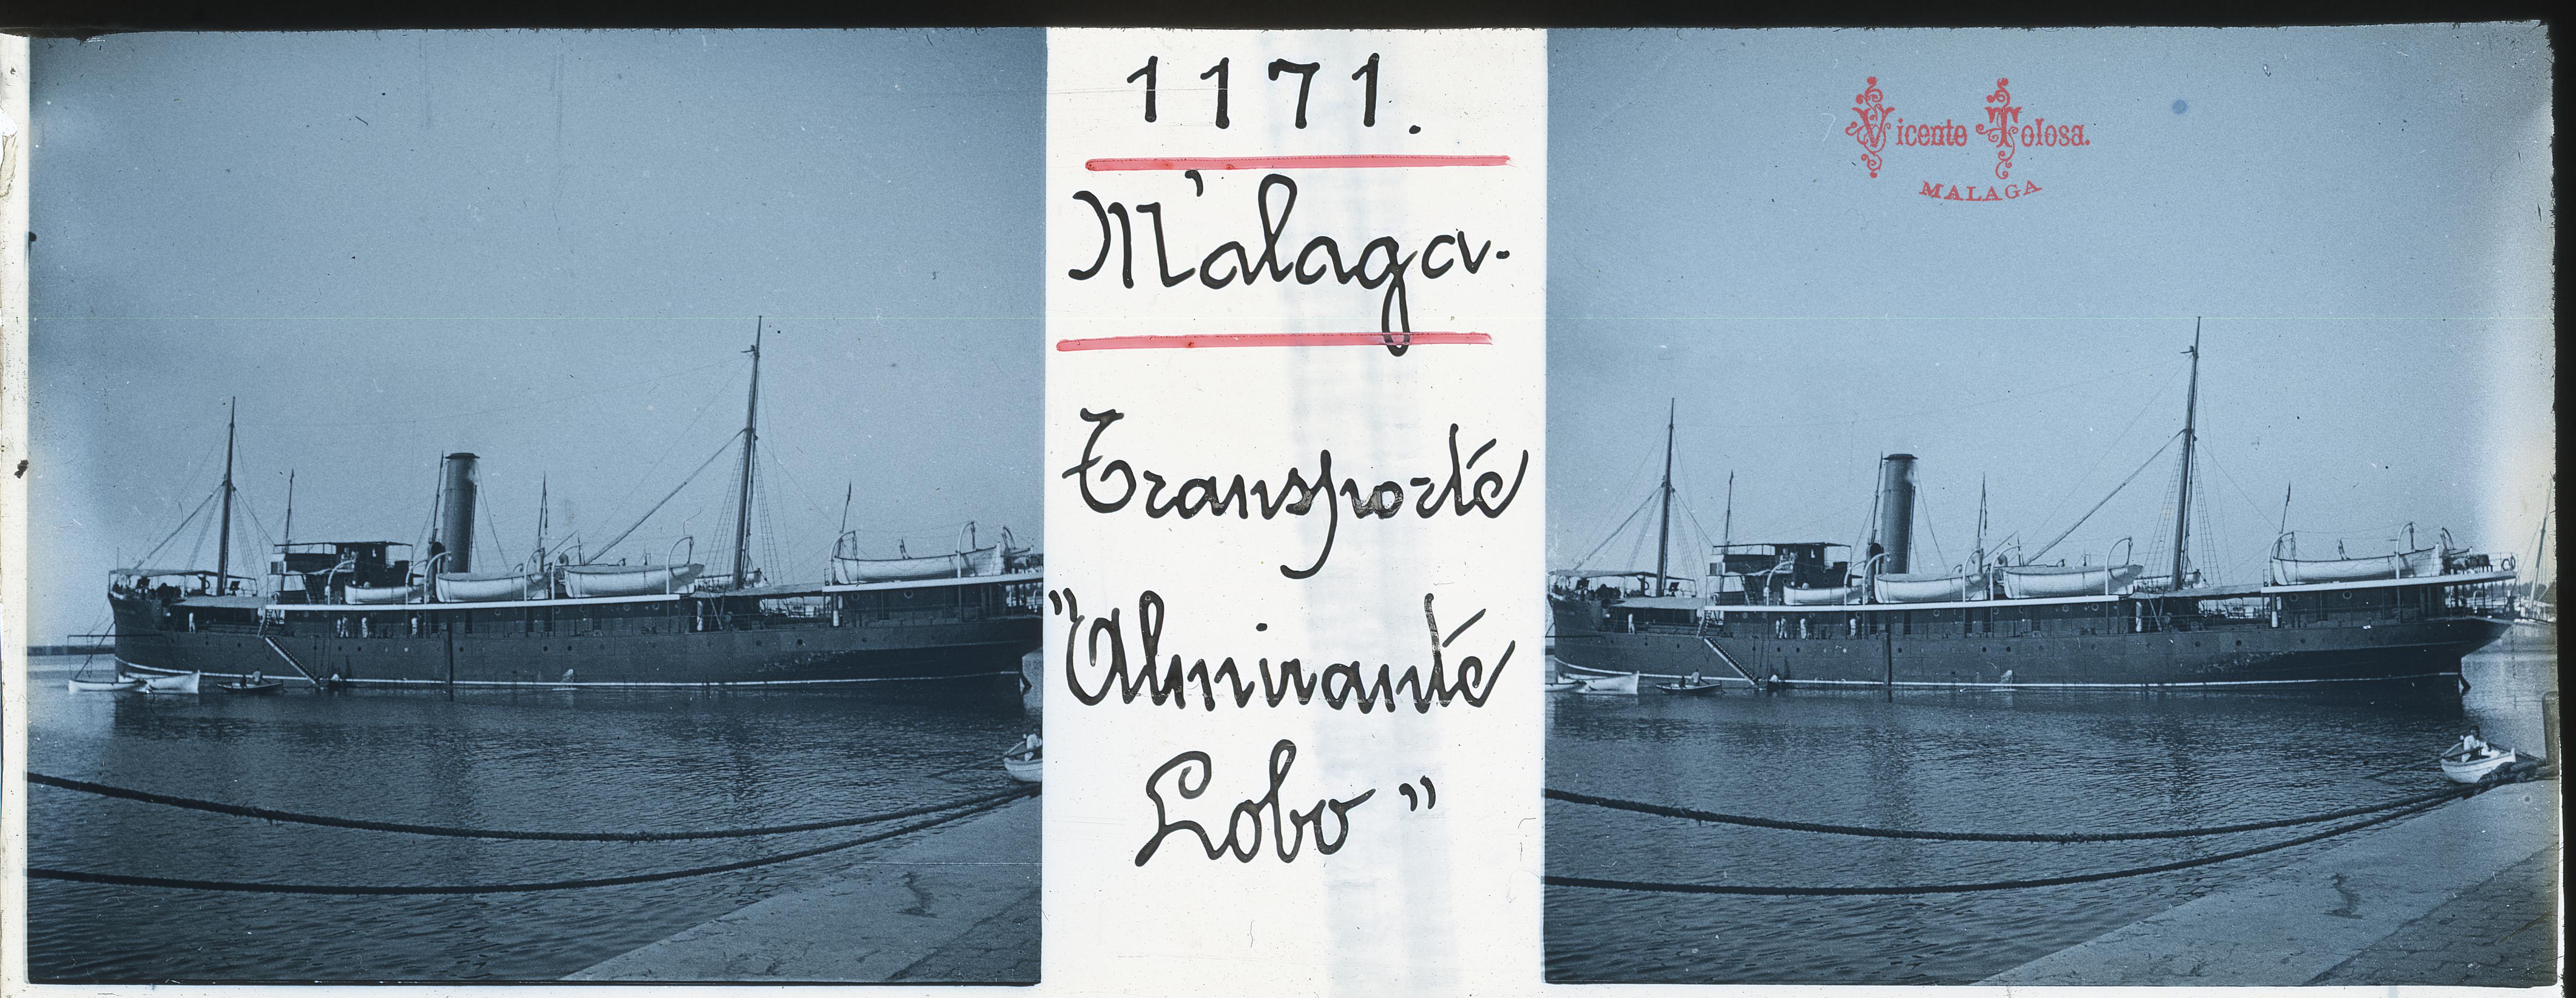 1171.
Málaga.
Transporte
"Almirante
Lobo"
Vicente Tolosa.
MALAGA